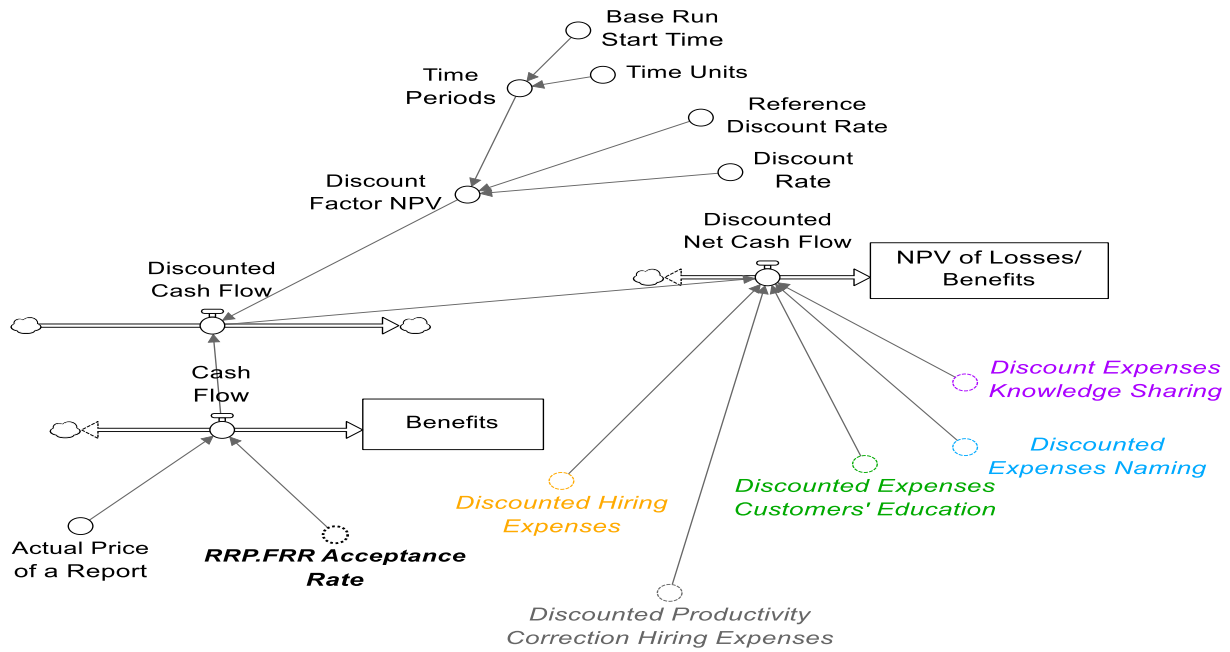 Base Run
Start Time
Time
Periods
Time Units
Reference
Discount Rate
Discount
Rate
Discount
Factor NPV
Discounted
Net Cash Flow
NPV of Losses/
Benefits
Discounted
Cash Flow
Cash
Flow
Benefits
Discount Expenses
Knowledge Sharing
Discounted
Expenses Naming
Discounted Expenses
Customers' Education
Discounted Hiring
Expenses
Actual Price
of a Report
RRP.FRR Acceptance
Rate
Discounted Productivity
Correction Hiring Expenses